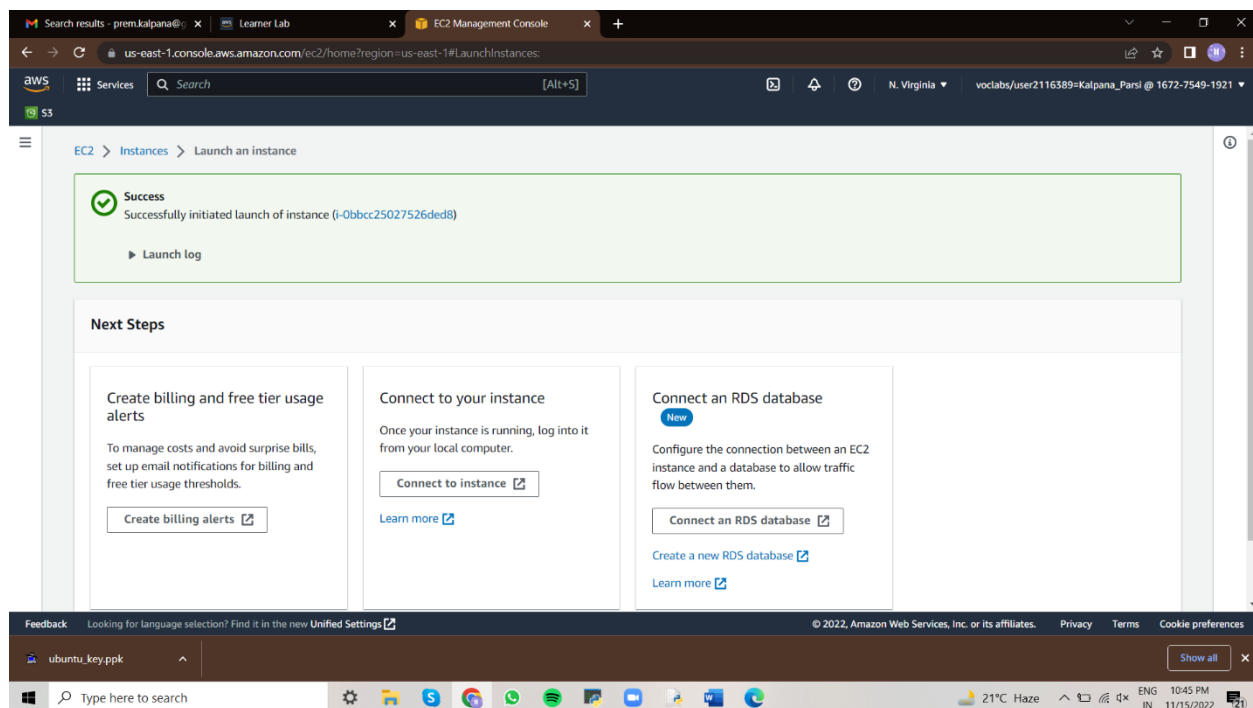 Search results - prem.kalpana@g
Learner Lab
EC2 Management Console
us-east-1.console.aws.amazon.com/ec2/home?region=us-east-1#LaunchInstances:
aws
Services
Search
[Alt+S]
N. Virginia
voclabs/user2116389=Kalpana_Parsi @ 1672-7549-1921
S3
EC2 > Instances > Launch an instance
Success
Successfully initiated launch of instance (i-0bbcc25027526ded8)
Launch log
Next Steps
Create billing and free tier usage
alerts
To manage costs and avoid surprise bills,
set up email notifications for billing and
free tier usage thresholds.
Create billing alerts
Connect to your instance
Once your instance is running, log into it
from your local computer.
Connect to instance
Learn more
Connect an RDS database
New
Configure the connection between an EC2
instance and a database to allow traffic
flow between them.
Connect an RDS database
Create a new RDS database
Learn more
Feedback
Looking for language selection? Find it in the new Unified Settings
© 2022, Amazon Web Services, Inc. or its affiliates.
Privacy
Terms
Cookie preferences
ubuntu_key.ppk
Show all
Type here to search
21°C Haze
ENG
IN
10:45 PM
11/15/2022
21